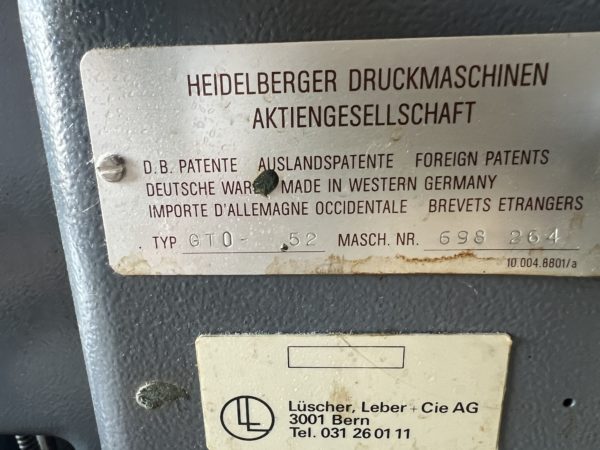 HEIDELBERGER DRUCKMASCHINEN
AKTIENGESELLSCHAFT
D.B. PATENTE AUSLANDSPATENTE FOREIGN PATENTS
DEUTSCHE WARE MADE IN WESTERN GERMANY
IMPORTE D'ALLEMAGNE OCCIDENTALE BREVETS ETRANGERS
TYP GTO- 52 MASCH. NR. 698 264
10.004.8801/a
LL
Lüscher, Leber + Cie AG
3001 Bern
Tel. 031 26 01 11